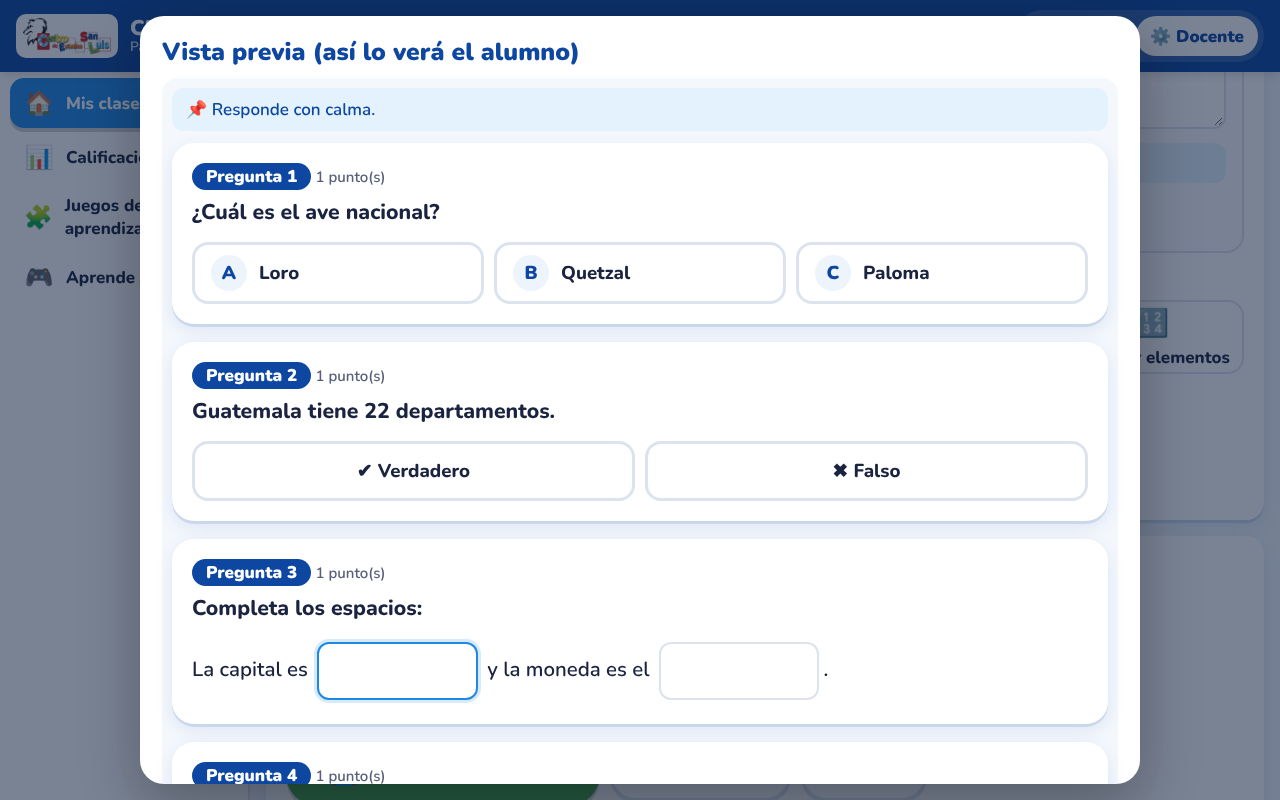 ⚙️ Docente
🏠 Mis clase
📊 Calificaci
🧩 Juegos de
aprendiza
🎮 Aprende
elementos
Vista previa (así lo verá el alumno)
📌 Responde con calma.
Pregunta 1 1 punto(s)
¿Cuál es el ave nacional?
A Loro
B Quetzal
C Paloma
Pregunta 2 1 punto(s)
Guatemala tiene 22 departamentos.
✔ Verdadero
✖ Falso
Pregunta 3 1 punto(s)
Completa los espacios:
La capital es y la moneda es el .
Pregunta 4 1 punto(s)